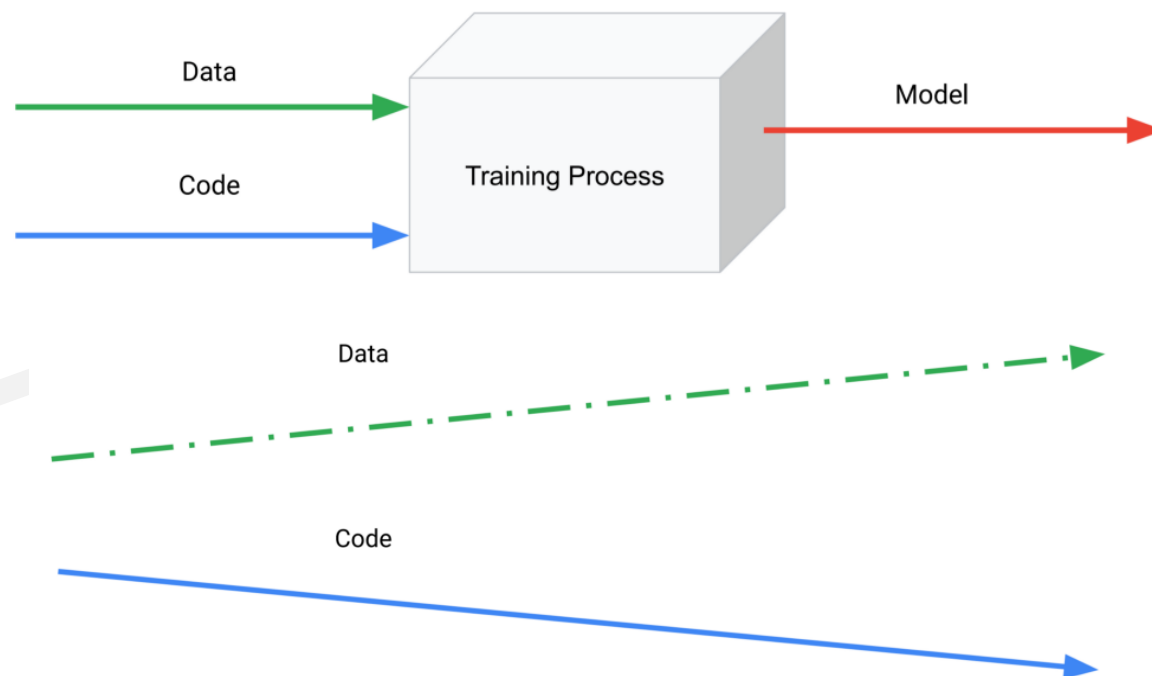 Data
Model
Code
Training Process
Data
Code